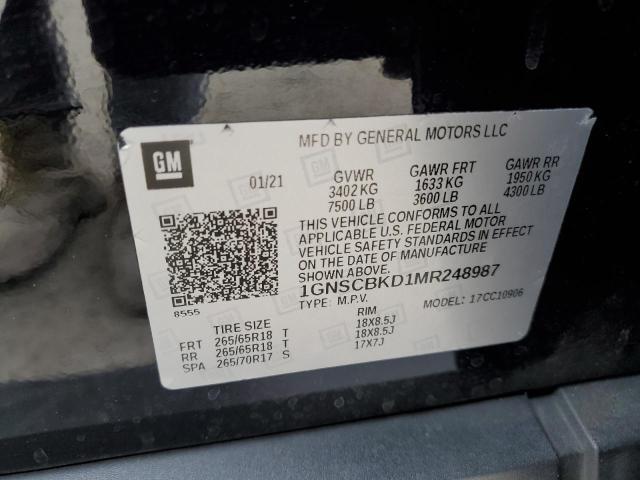 GM
MFD BY GENERAL MOTORS LLC
01/21 GVWR GAWR FRT GAWR RR
3402 KG 1633 KG 1950 KG
7500 LB 3600 LB 4300 LB
THIS VEHICLE CONFORMS TO ALL
APPLICABLE U.S. FEDERAL MOTOR
VEHICLE SAFETY STANDARDS IN EFFECT
ON THE DATE OF MANUFACTURE
SHOWN ABOVE.
1GNSCBKD1MR248987
8555 TYPE: M.P.V. MODEL: 17CC10906
TIRE SIZE RIM
FRT 265/65R18 T 18X8.5J
RR 265/65R18 T 18X8.5J
SPA 265/70R17 S 17X7J